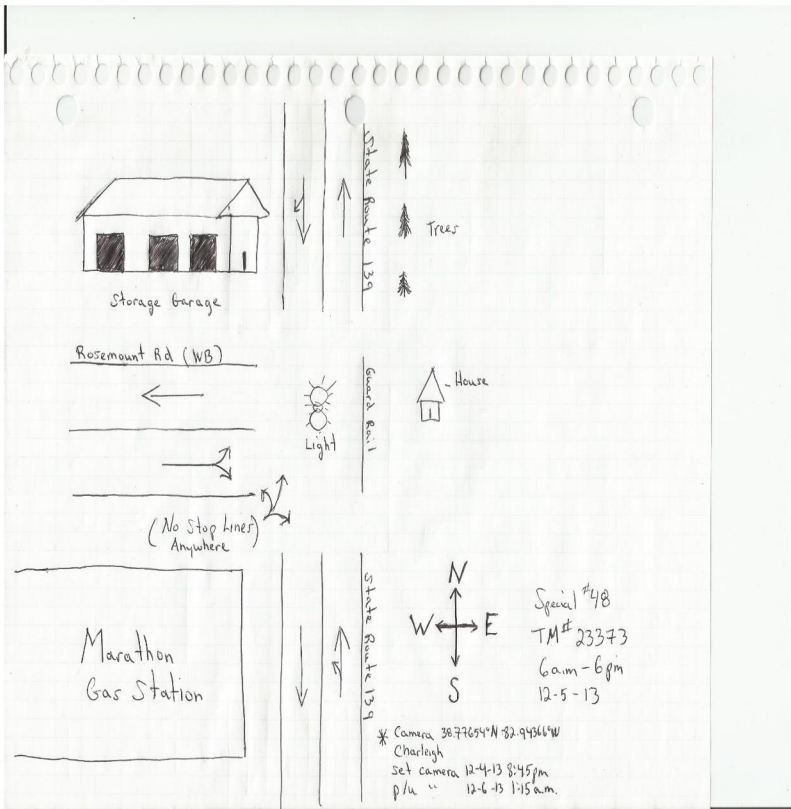 State Route 139
Trees
Storage Garage
Rosemount Rd (WB)
Guard Rail
House
Light
(No Stop Lines)
Anywhere
State Route 139
N
W E
S
Marathon
Gas Station
Special #48
TM# 23373
6am-6pm
12-5-13
* Camera 38.77654°N -82.94366°W
Charleigh
set camera 12-4-13 8:45pm
p/u " 12-6-13 1:15 a.m.